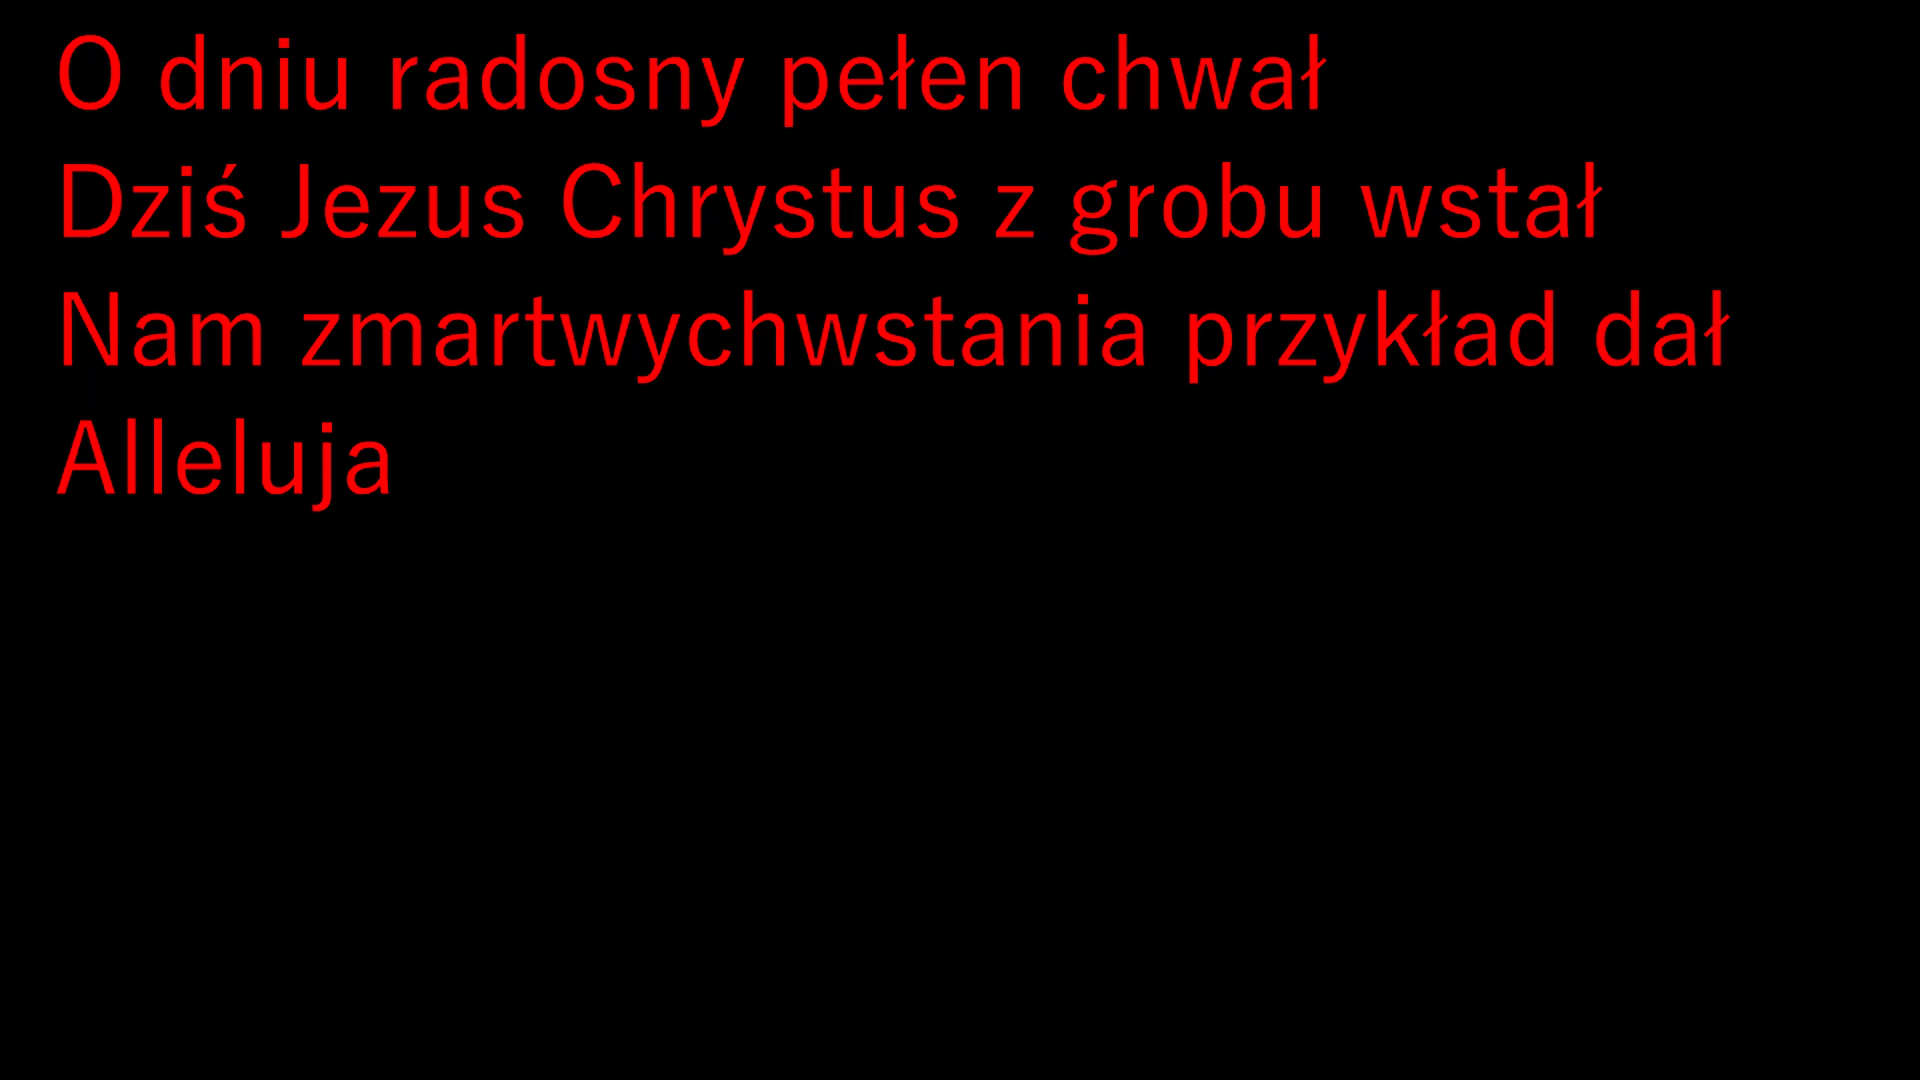 O dniu radosny pełen chwał
Dziś Jezus Chrystus z grobu wstał
Nam zmartwychwstania przykład dał
Alleluja